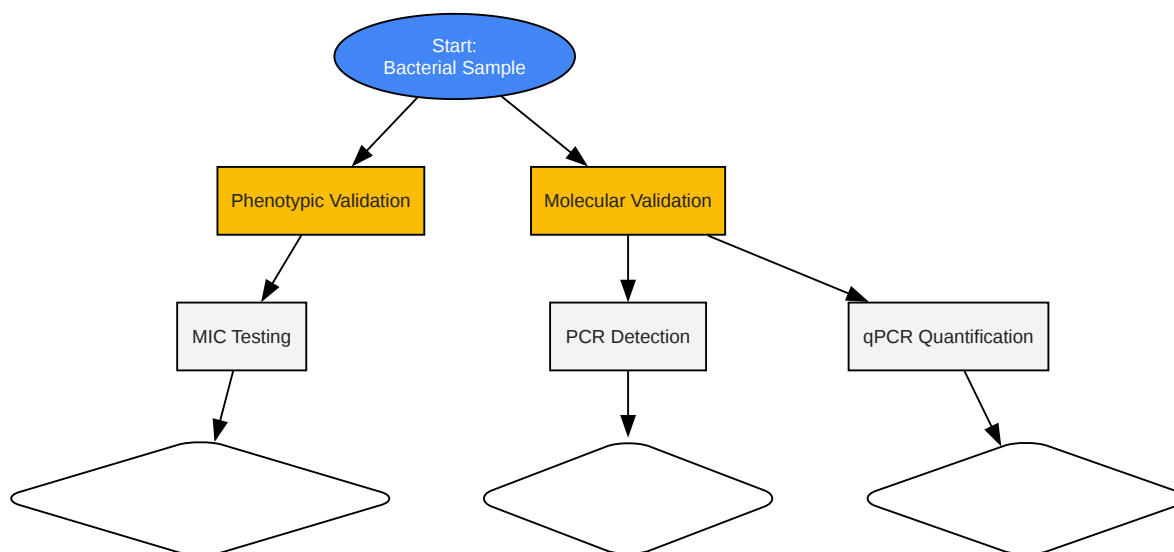 Start:
Bacterial Sample
Phenotypic Validation
Molecular Validation
MIC Testing
PCR Detection
qPCR Quantification